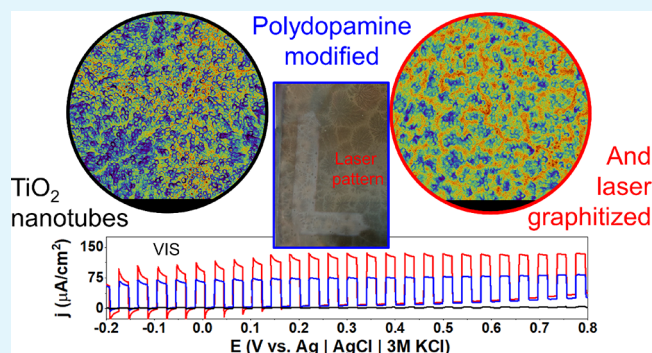 Polydopamine
modified
Laser
pattern
TiO2
nanotubes
And
laser
graphitized
VIS
j (µA/cm²)
150
75
0
-0.2 -0.1 0.0 0.1 0.2 0.3 0.4 0.5 0.6 0.7 0.8
E (V vs. Ag | AgCl | 3M KCl)